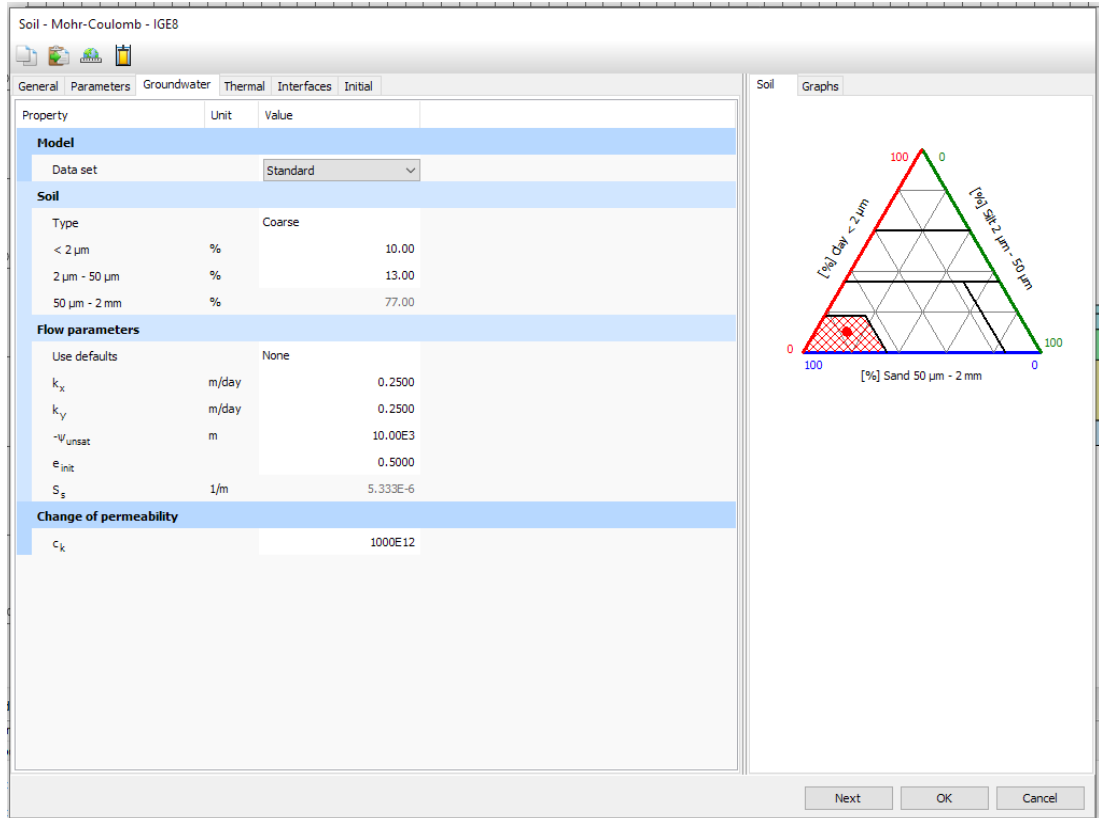 Soil - Mohr-Coulomb - IGE8
General Parameters Groundwater Thermal Interfaces Initial
Property Unit Value
Model
Data set Standard
Soil
Type Coarse
< 2 µm % 10.00
2 µm - 50 µm % 13.00
50 µm - 2 mm % 77.00
Flow parameters
Use defaults None
kx m/day 0.2500
ky m/day 0.2500
-Ψunsat m 10.00E3
einit 0.5000
Ss 1/m 5.333E-6
Change of permeability
ck 1000E12
Soil Graphs
100 0
[%] Clay < 2 µm
[%] Silt 2 µm - 50 µm
0 100
100 0
[%] Sand 50 µm - 2 mm
Next OK Cancel